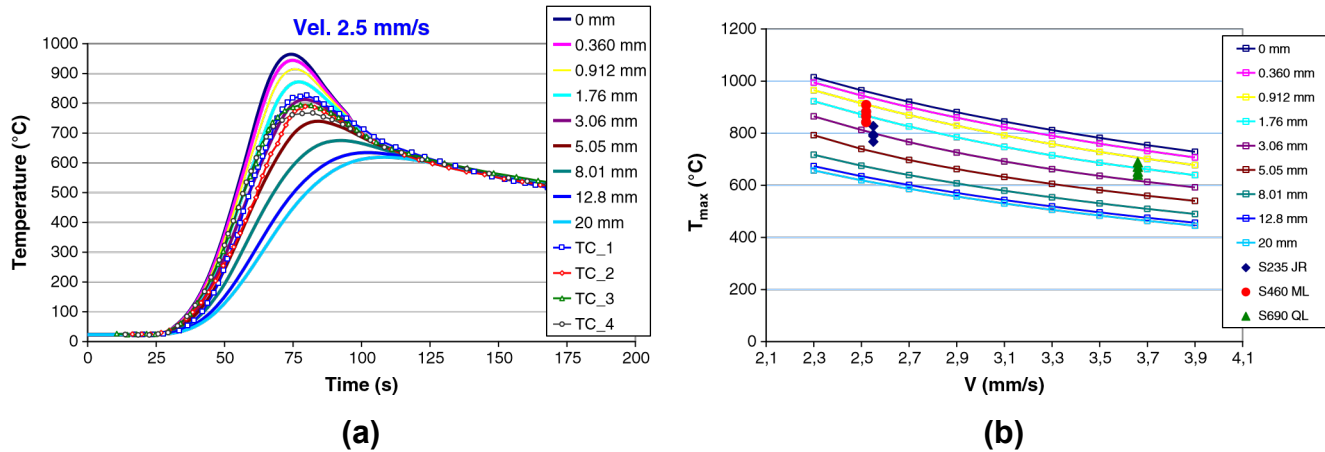 Vel. 2.5 mm/s
1000
900
800
700
600
500
400
300
200
100
0
Temperature (°C)
0 25 50 75 100 125 150 175 200
Time (s)
0 mm
0.360 mm
0.912 mm
1.76 mm
3.06 mm
5.05 mm
8.01 mm
12.8 mm
20 mm
TC_1
TC_2
TC_3
TC_4
(a)
1200
1000
800
600
400
200
0
Tmax (°C)
2,1 2,3 2,5 2,7 2,9 3,1 3,3 3,5 3,7 3,9 4,1
V (mm/s)
0 mm
0.360 mm
0.912 mm
1.76 mm
3.06 mm
5.05 mm
8.01 mm
12.8 mm
20 mm
S235 JR
S460 ML
S690 QL
(b)